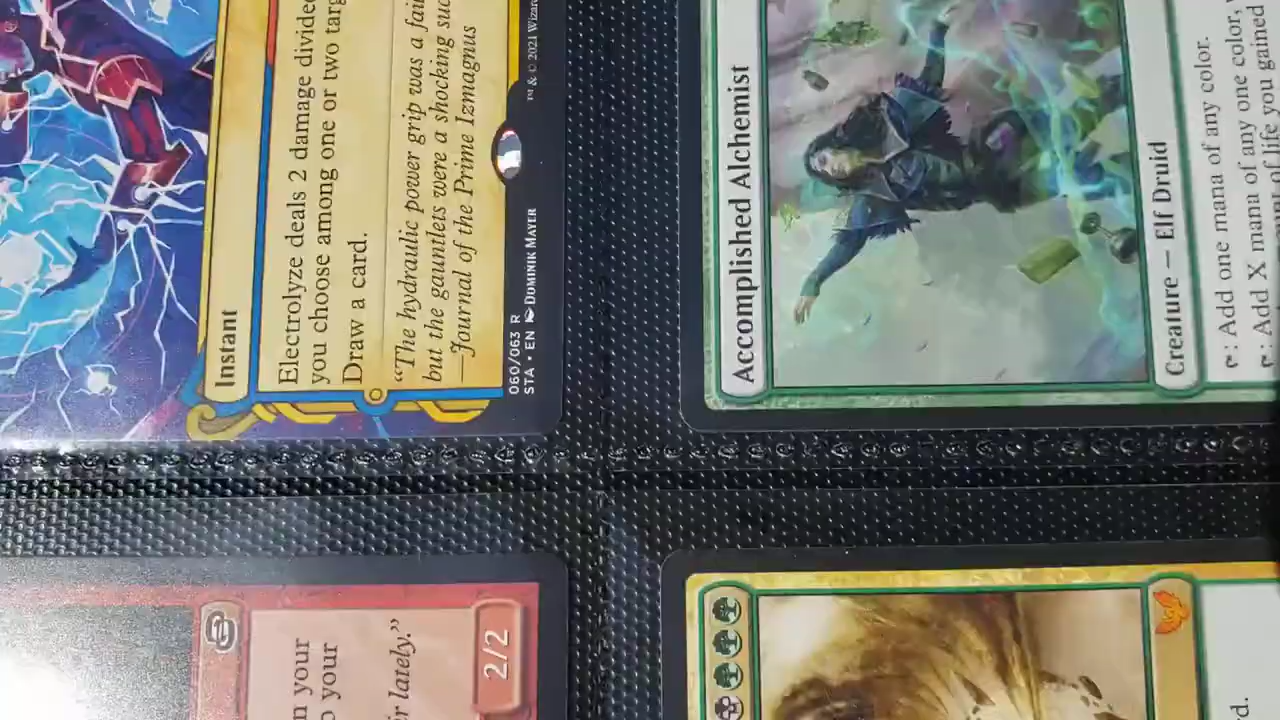 Instant
Electrolyze deals 2 damage divided
you choose among one or two targ
Draw a card.
“The hydraulic power grip was a fail
but the gauntlets were a shocking suc
—Journal of the Prime Izmagnus
060/063 R
STA • EN DOMINIK MAYER
™ & © 2021 Wizar
Accomplished Alchemist
Creature — Elf Druid
: Add one mana of any color.
: Add X mana of any one color,
of life you gained
n your
your
lately.”
2/2
d.